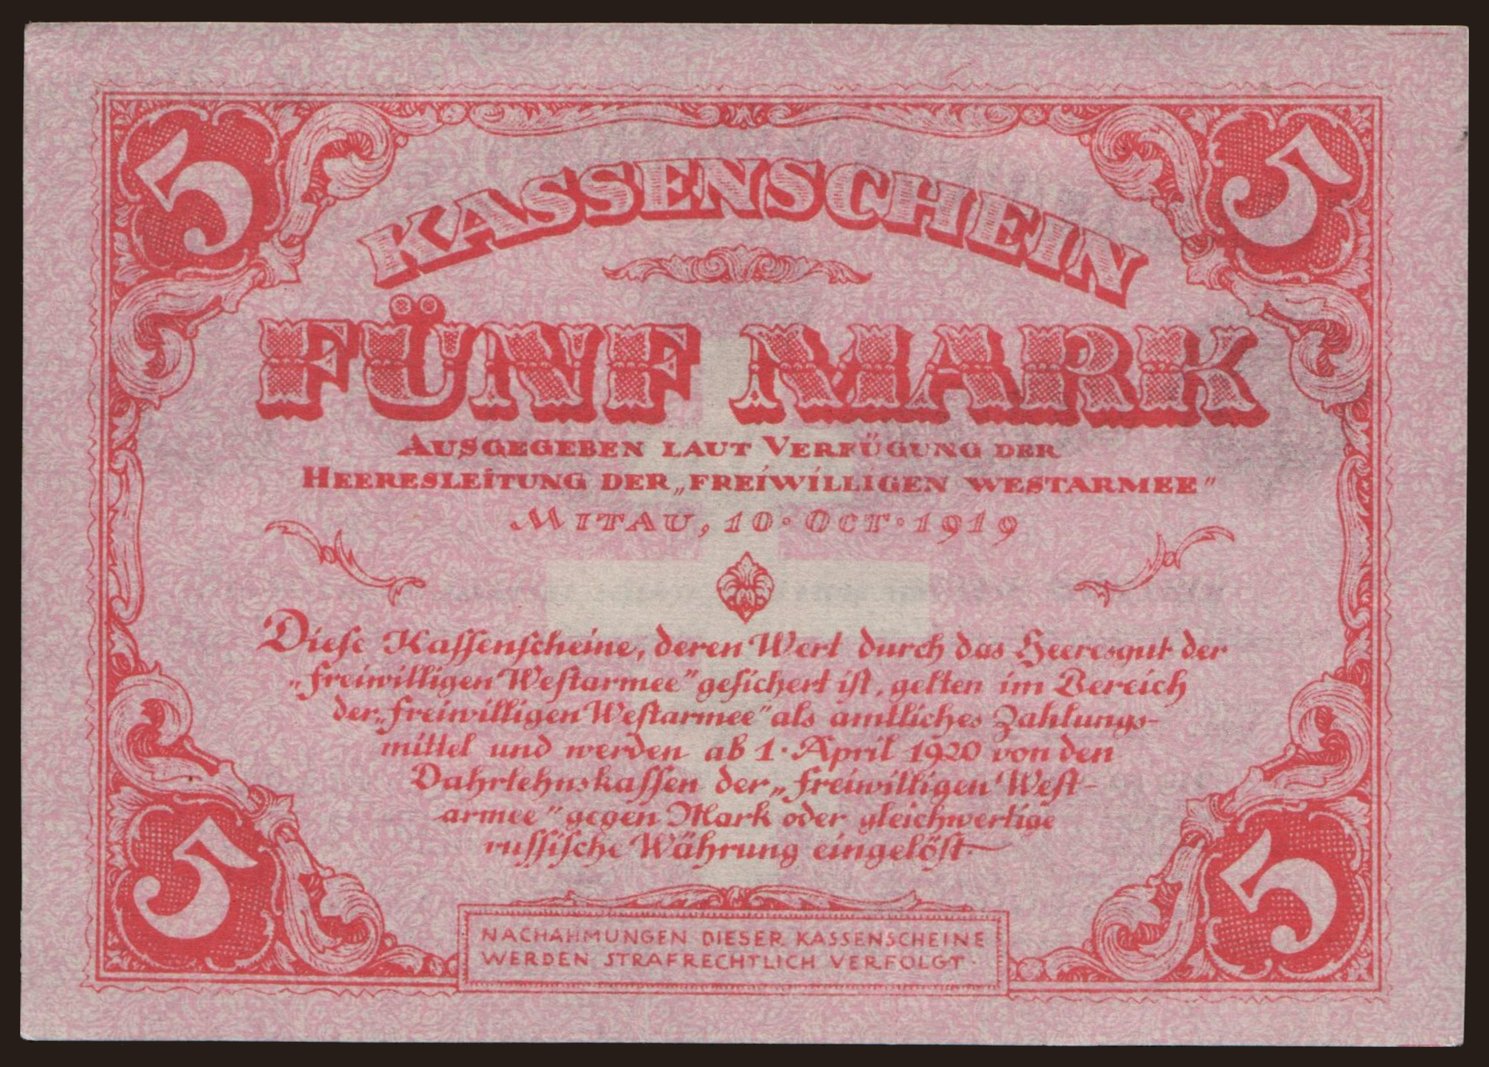 5 5
KASSENSCHEIN
FÜNF MARK
AUSGEGEBEN LAUT VERFÜGUNG DER
HEERESLEITUNG DER „FREIWILLIGEN WESTARMEE"
MITAU, 10. OCT. 1919
Dieſe Kaſſenſcheine, deren Wert durch das Heeresgut der
„Freiwilligen Weſtarmee" geſichert iſt, gelten im Bereich
der „Freiwilligen Weſtarmee" als amtliches Zahlungs-
mittel und werden ab 1. April 1920 von den
Dahrlehnskaſſen der „Freiwilligen Weſt-
armee" gegen Mark oder gleichwertige
ruſſiſche Währung eingelöſt.
5 5
NACHAHMUNGEN DIESER KASSENSCHEINE
WERDEN STRAFRECHTLICH VERFOLGT.